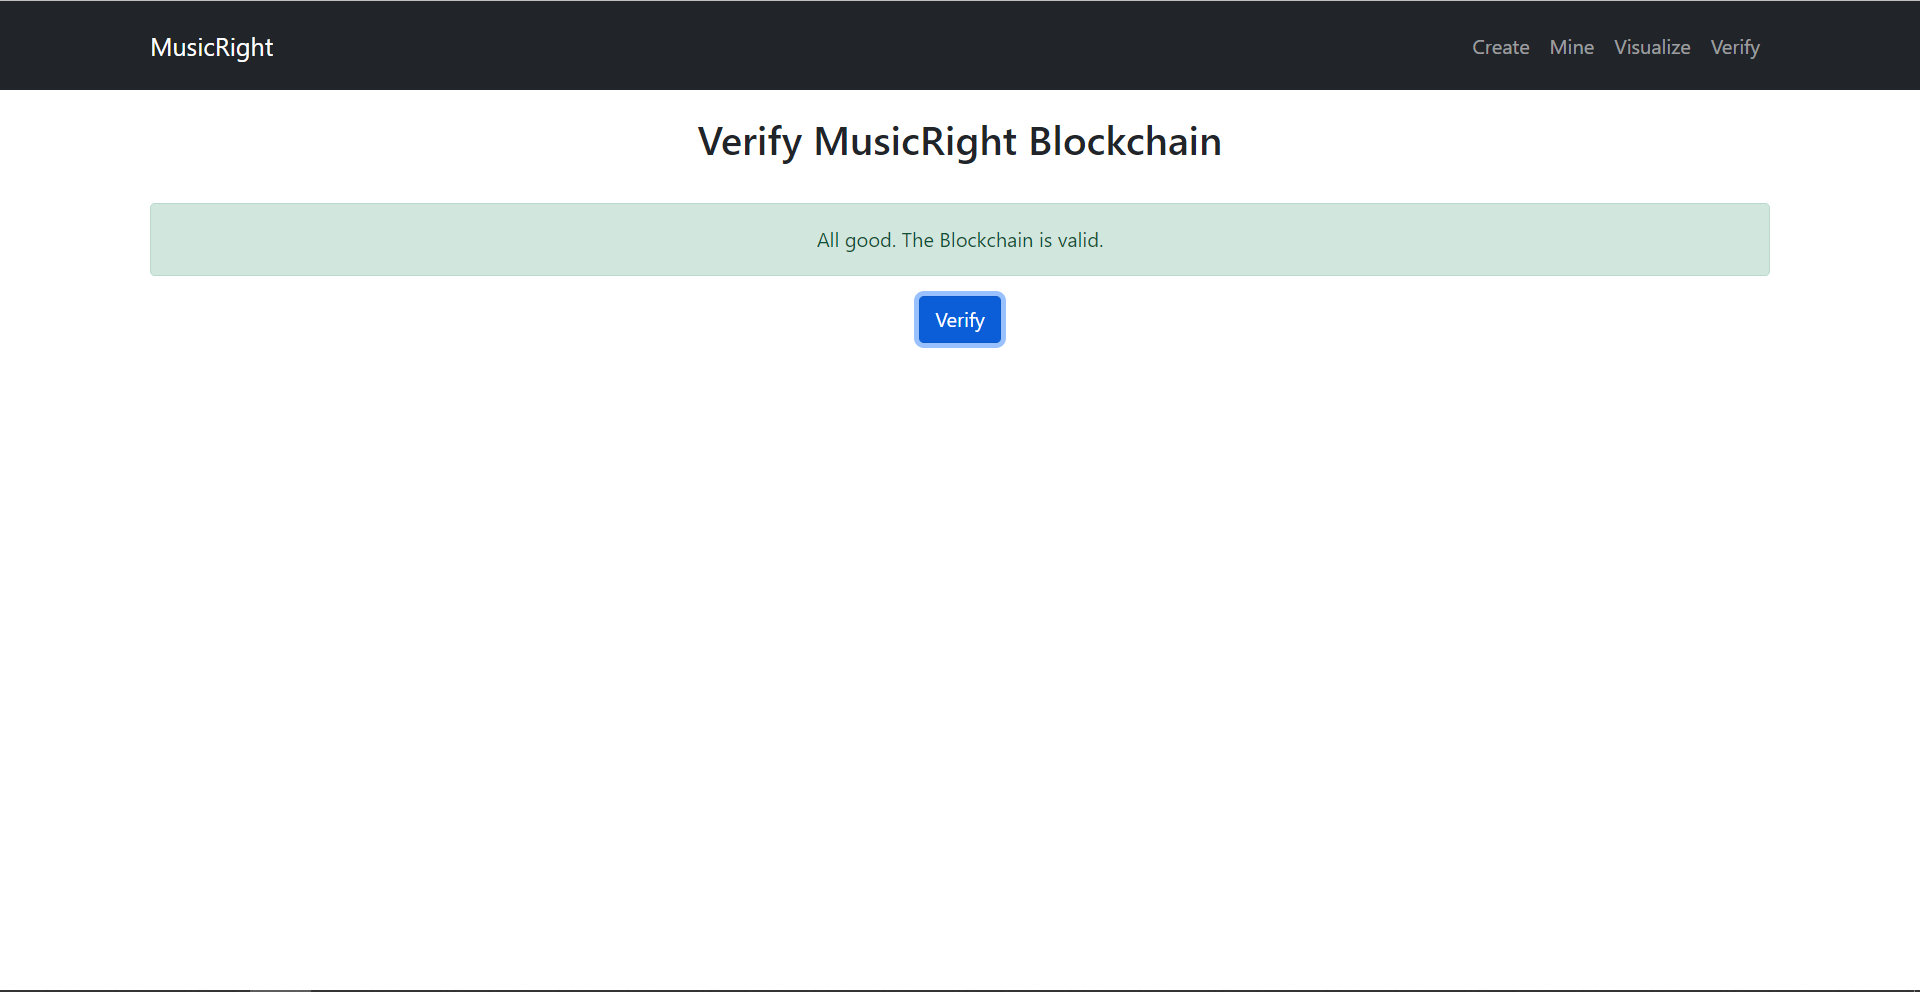 MusicRight
Create Mine Visualize Verify
Verify MusicRight Blockchain
All good. The Blockchain is valid.
Verify